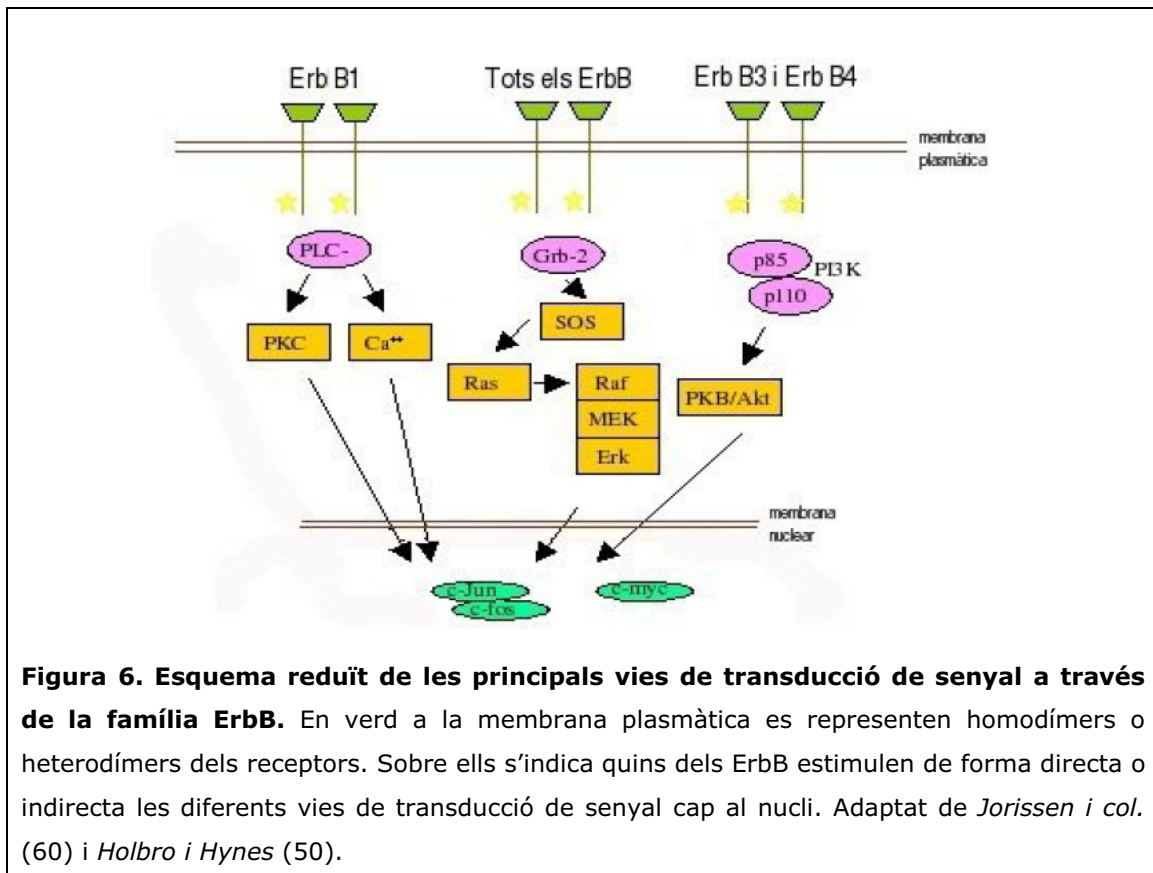 Erb B1
Tots els ErbB
Erb B3 i Erb B4
membrana
plasmàtica
PLC-
Grb-2
p85
PI3K
p110
SOS
PKC
Ca⁺⁺
Ras
Raf
PKB/Akt
MEK
Erk
membrana
nuclear
c-Jun
c-fos
c-myc
Figura 6. Esquema reduït de les principals vies de transducció de senyal a través
de la família ErbB. En verd a la membrana plasmàtica es representen homodímers o
heterodímers dels receptors. Sobre ells s’indica quins dels ErbB estimulen de forma directa o
indirecta les diferents vies de transducció de senyal cap al nucli. Adaptat de Jorissen i col.
(60) i Holbro i Hynes (50).